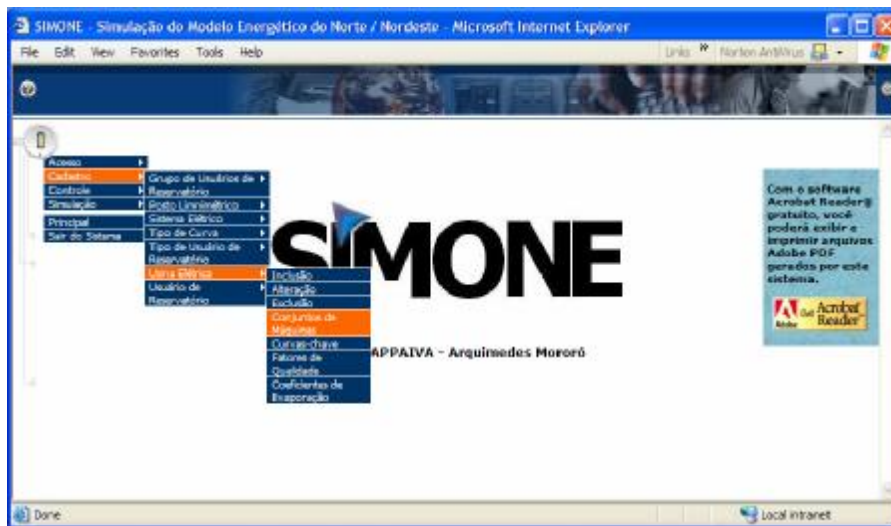 SIMONE - Simulação do Modelo Energético do Norte / Nordeste - Microsoft Internet Explorer
File Edit View Favorites Tools Help
Links » Norton AntiVirus
Acesso
Cadastro
Controle
Simulação
Principal
Sair do Sistema
Grupo de Usuários de
Reservatório
Posto Linnimétrico
Sistema Elétrico
Tipo de Curva
Tipo de Usuário de
Reservatório
Usina Elétrica
Usuário de
Reservatório
Inclusão
Alteração
Exclusão
Conjuntos de
Máquinas
Curvas-chave
Fatores de
Qualidade
Coeficientes de
Evaporação
SIMONE
APPAIVA - Arquimedes Mororó
Com o software
Acrobat Reader®
gratuito, você
poderá exibir e
imprimir arquivos
Adobe PDF
gerados por este
sistema.
Adobe
Get Acrobat
Reader
Done
Local intranet